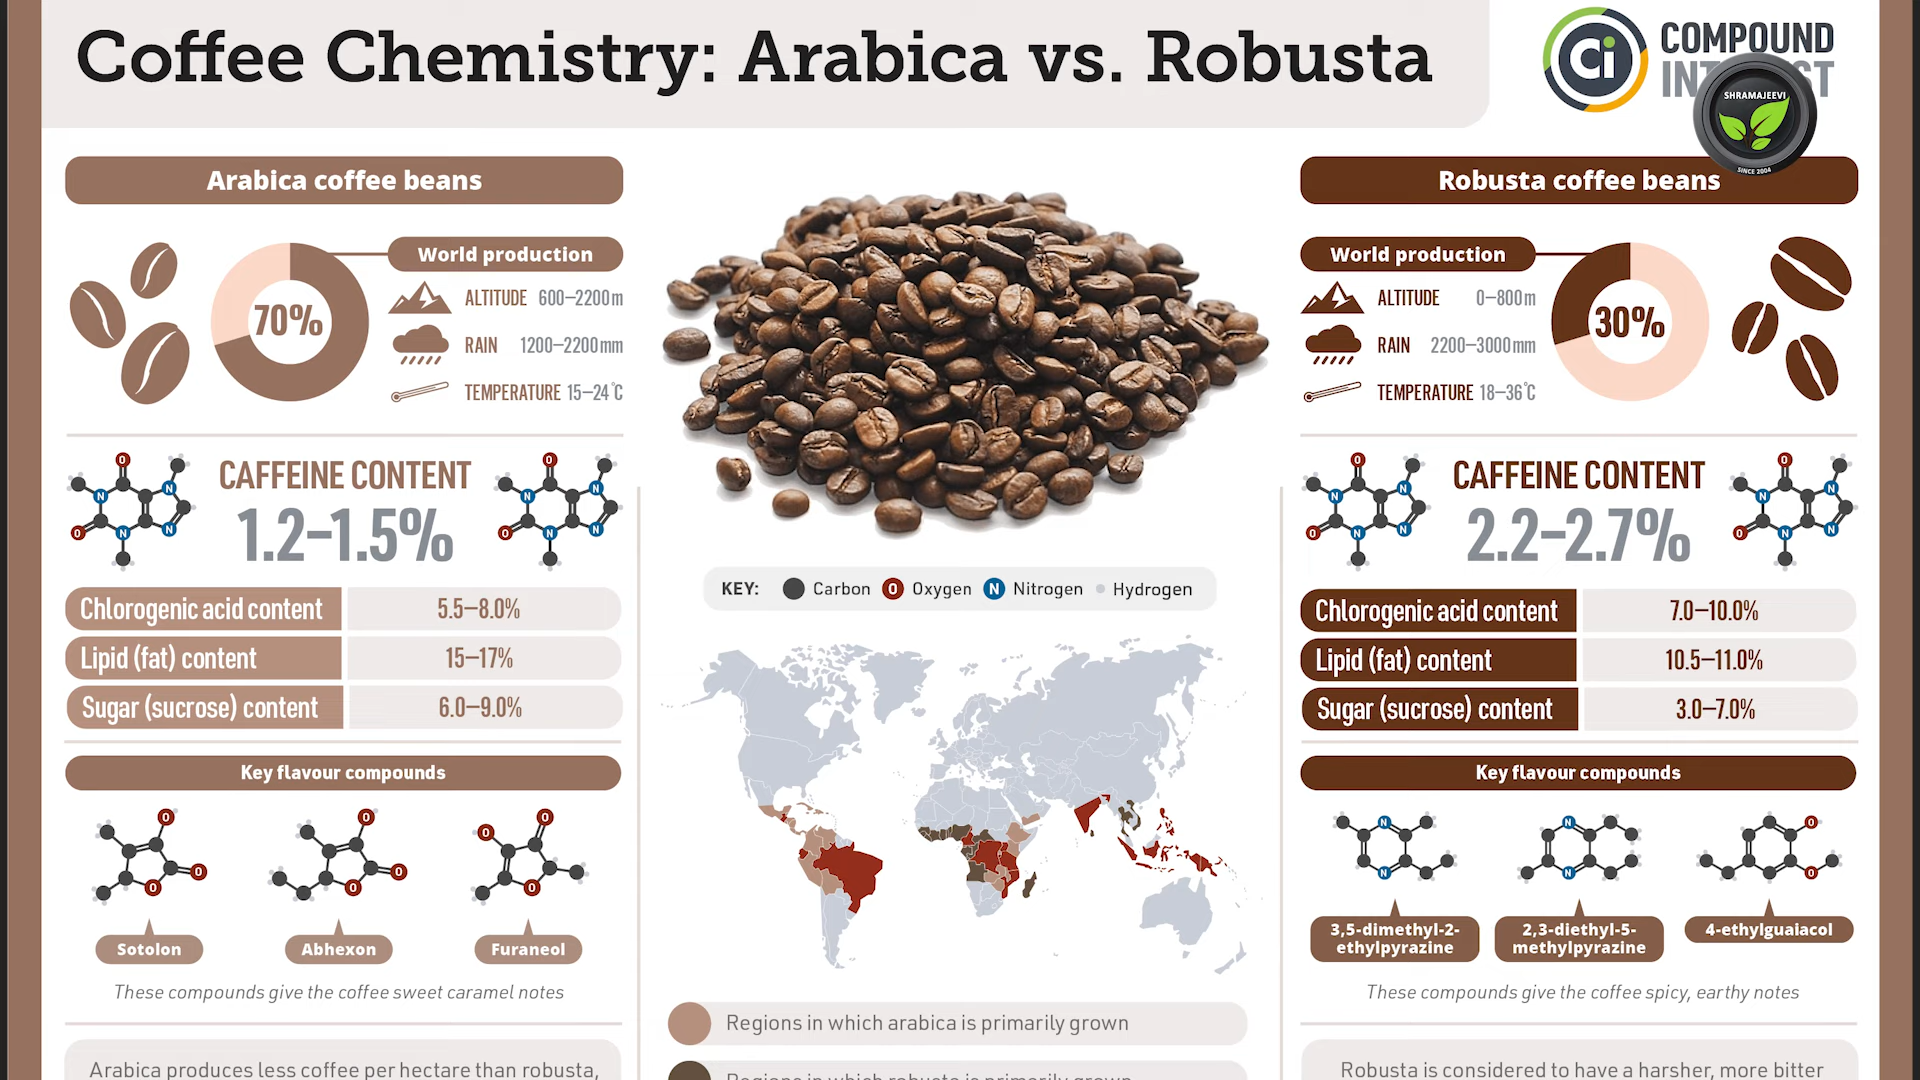 Coffee Chemistry: Arabica vs. Robusta
Ci
COMPOUND
SHRAMAJEEVI
SINCE 2004
Arabica coffee beans
70%
World production
ALTITUDE 600–2200m
RAIN 1200–2200mm
TEMPERATURE 15–24°C
CAFFEINE CONTENT
1.2–1.5%
Chlorogenic acid content 5.5–8.0%
Lipid (fat) content 15–17%
Sugar (sucrose) content 6.0–9.0%
Key flavour compounds
Sotolon
Abhexon
Furaneol
These compounds give the coffee sweet caramel notes
Arabica produces less coffee per hectare than robusta,
KEY: Carbon O Oxygen N Nitrogen Hydrogen
Regions in which arabica is primarily grown
Regions in which robusta is primarily grown
Robusta coffee beans
World production
30%
ALTITUDE 0–800m
RAIN 2200–3000mm
TEMPERATURE 18–36°C
CAFFEINE CONTENT
2.2–2.7%
Chlorogenic acid content 7.0–10.0%
Lipid (fat) content 10.5–11.0%
Sugar (sucrose) content 3.0–7.0%
Key flavour compounds
3,5-dimethyl-2-
ethylpyrazine
2,3-diethyl-5-
methylpyrazine
4-ethylguaiacol
These compounds give the coffee spicy, earthy notes
Robusta is considered to have a harsher, more bitter